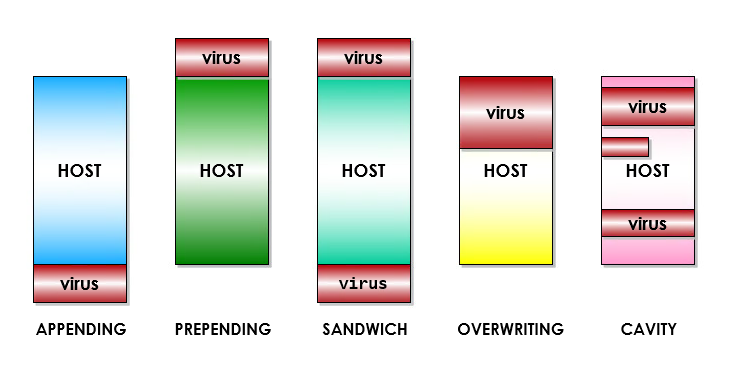 virus
virus
virus
virus
HOST
HOST
HOST
HOST
HOST
virus
virus
virus
APPENDING
PREPENDING
SANDWICH
OVERWRITING
CAVITY